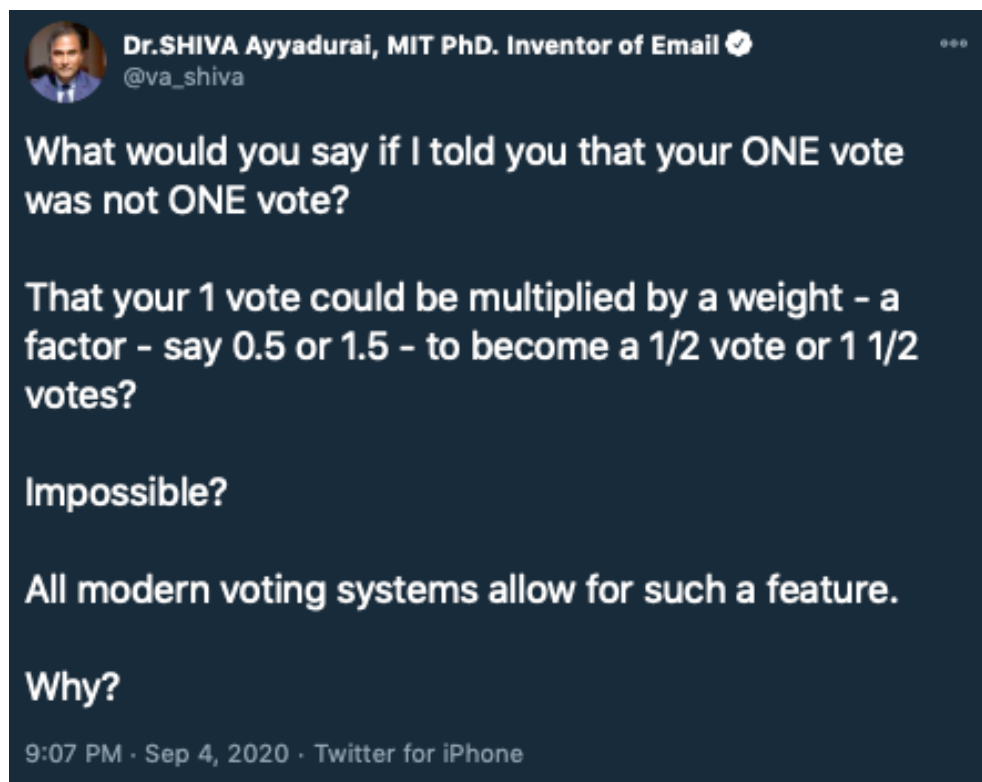 Dr.SHIVA Ayyadurai, MIT PhD. Inventor of Email
@va_shiva
What would you say if I told you that your ONE vote
was not ONE vote?
That your 1 vote could be multiplied by a weight - a
factor - say 0.5 or 1.5 - to become a 1/2 vote or 1 1/2
votes?
Impossible?
All modern voting systems allow for such a feature.
Why?
9:07 PM · Sep 4, 2020 · Twitter for iPhone